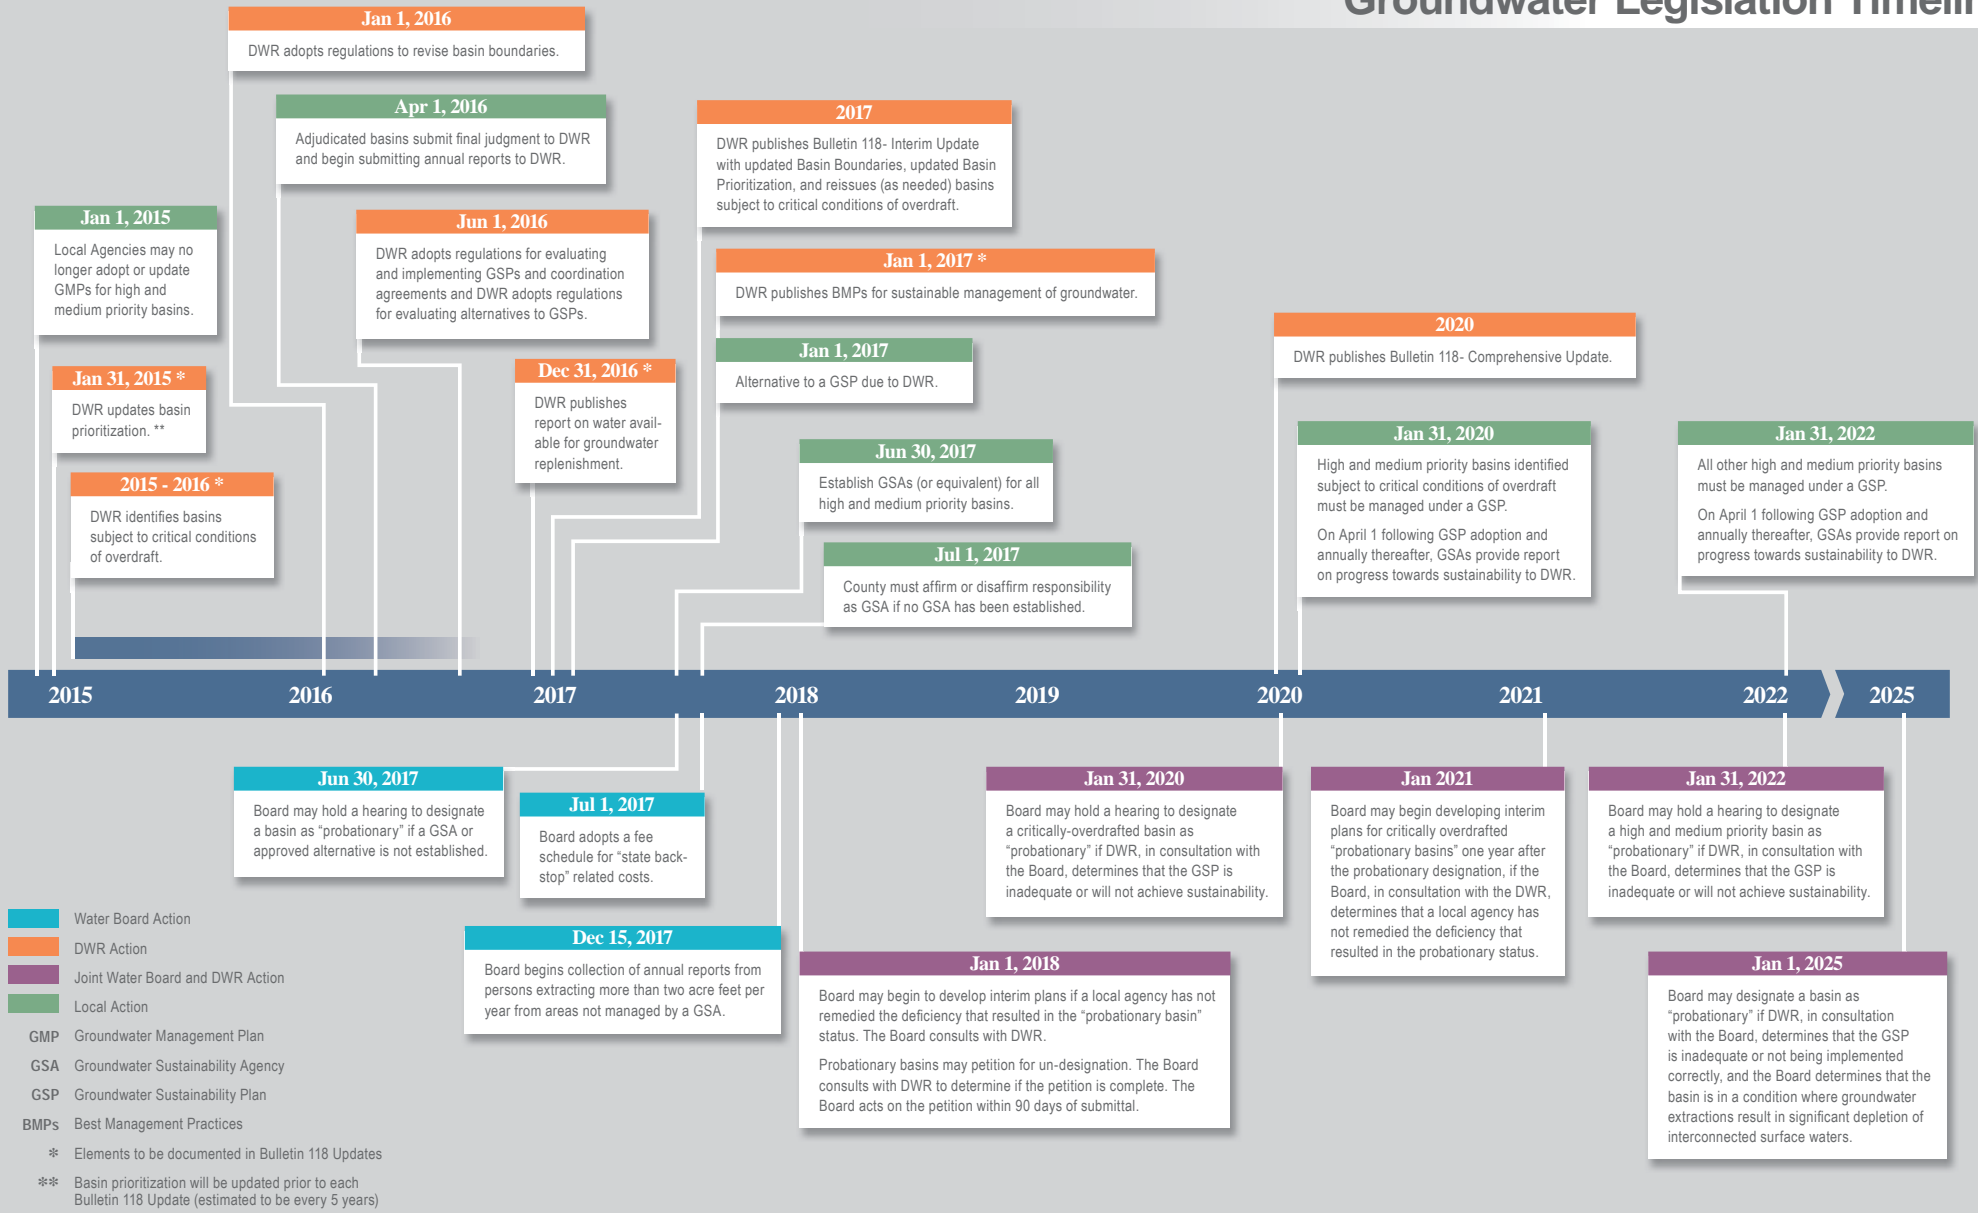 Groundwater Legislation Timelin
Jan 1, 2016
DWR adopts regulations to revise basin boundaries.
Apr 1, 2016
Adjudicated basins submit final judgment to DWR
and begin submitting annual reports to DWR.
2017
DWR publishes Bulletin 118- Interim Update
with updated Basin Boundaries, updated Basin
Prioritization, and reissues (as needed) basins
subject to critical conditions of overdraft.
Jan 1, 2015
Local Agencies may no
longer adopt or update
GMPs for high and
medium priority basins.
Jun 1, 2016
DWR adopts regulations for evaluating
and implementing GSPs and coordination
agreements and DWR adopts regulations
for evaluating alternatives to GSPs.
Jan 1, 2017 *
DWR publishes BMPs for sustainable management of groundwater.
Jan 1, 2017
Alternative to a GSP due to DWR.
2020
DWR publishes Bulletin 118- Comprehensive Update.
Jan 31, 2015 *
DWR updates basin
prioritization. **
Dec 31, 2016 *
DWR publishes
report on water avail-
able for groundwater
replenishment.
2015 - 2016 *
DWR identifies basins
subject to critical conditions
of overdraft.
Jun 30, 2017
Establish GSAs (or equivalent) for all
high and medium priority basins.
Jul 1, 2017
County must affirm or disaffirm responsibility
as GSA if no GSA has been established.
Jan 31, 2020
High and medium priority basins identified
subject to critical conditions of overdraft
must be managed under a GSP.
On April 1 following GSP adoption and
annually thereafter, GSAs provide report
on progress towards sustainability to DWR.
Jan 31, 2022
All other high and medium priority basins
must be managed under a GSP.
On April 1 following GSP adoption and
annually thereafter, GSAs provide report on
progress towards sustainability to DWR.
2015
2016
2017
2018
2019
2020
2021
2022
2025
Jun 30, 2017
Board may hold a hearing to designate
a basin as “probationary” if a GSA or
approved alternative is not established.
Jul 1, 2017
Board adopts a fee
schedule for “state back-
stop” related costs.
Dec 15, 2017
Board begins collection of annual reports from
persons extracting more than two acre feet per
year from areas not managed by a GSA.
Jan 1, 2018
Board may begin to develop interim plans if a local agency has not
remedied the deficiency that resulted in the “probationary basin”
status. The Board consults with DWR.
Probationary basins may petition for un-designation. The Board
consults with DWR to determine if the petition is complete. The
Board acts on the petition within 90 days of submittal.
Jan 31, 2020
Board may hold a hearing to designate
a critically-overdrafted basin as
“probationary” if DWR, in consultation with
the Board, determines that the GSP is
inadequate or will not achieve sustainability.
Jan 2021
Board may begin developing interim
plans for critically overdrafted
“probationary basins” one year after
the probationary designation, if the
Board, in consultation with the DWR,
determines that a local agency has
not remedied the deficiency that
resulted in the probationary status.
Jan 31, 2022
Board may hold a hearing to designate
a high and medium priority basin as
“probationary” if DWR, in consultation with
the Board, determines that the GSP is
inadequate or will not achieve sustainability.
Jan 1, 2025
Board may designate a basin as
“probationary” if DWR, in consultation
with the Board, determines that the GSP
is inadequate or not being implemented
correctly, and the Board determines that the
basin is in a condition where groundwater
extractions result in significant depletion of
interconnected surface waters.
Water Board Action
DWR Action
Joint Water Board and DWR Action
Local Action
GMP Groundwater Management Plan
GSA Groundwater Sustainability Agency
GSP Groundwater Sustainability Plan
BMPs Best Management Practices
* Elements to be documented in Bulletin 118 Updates
** Basin prioritization will be updated prior to each
Bulletin 118 Update (estimated to be every 5 years)